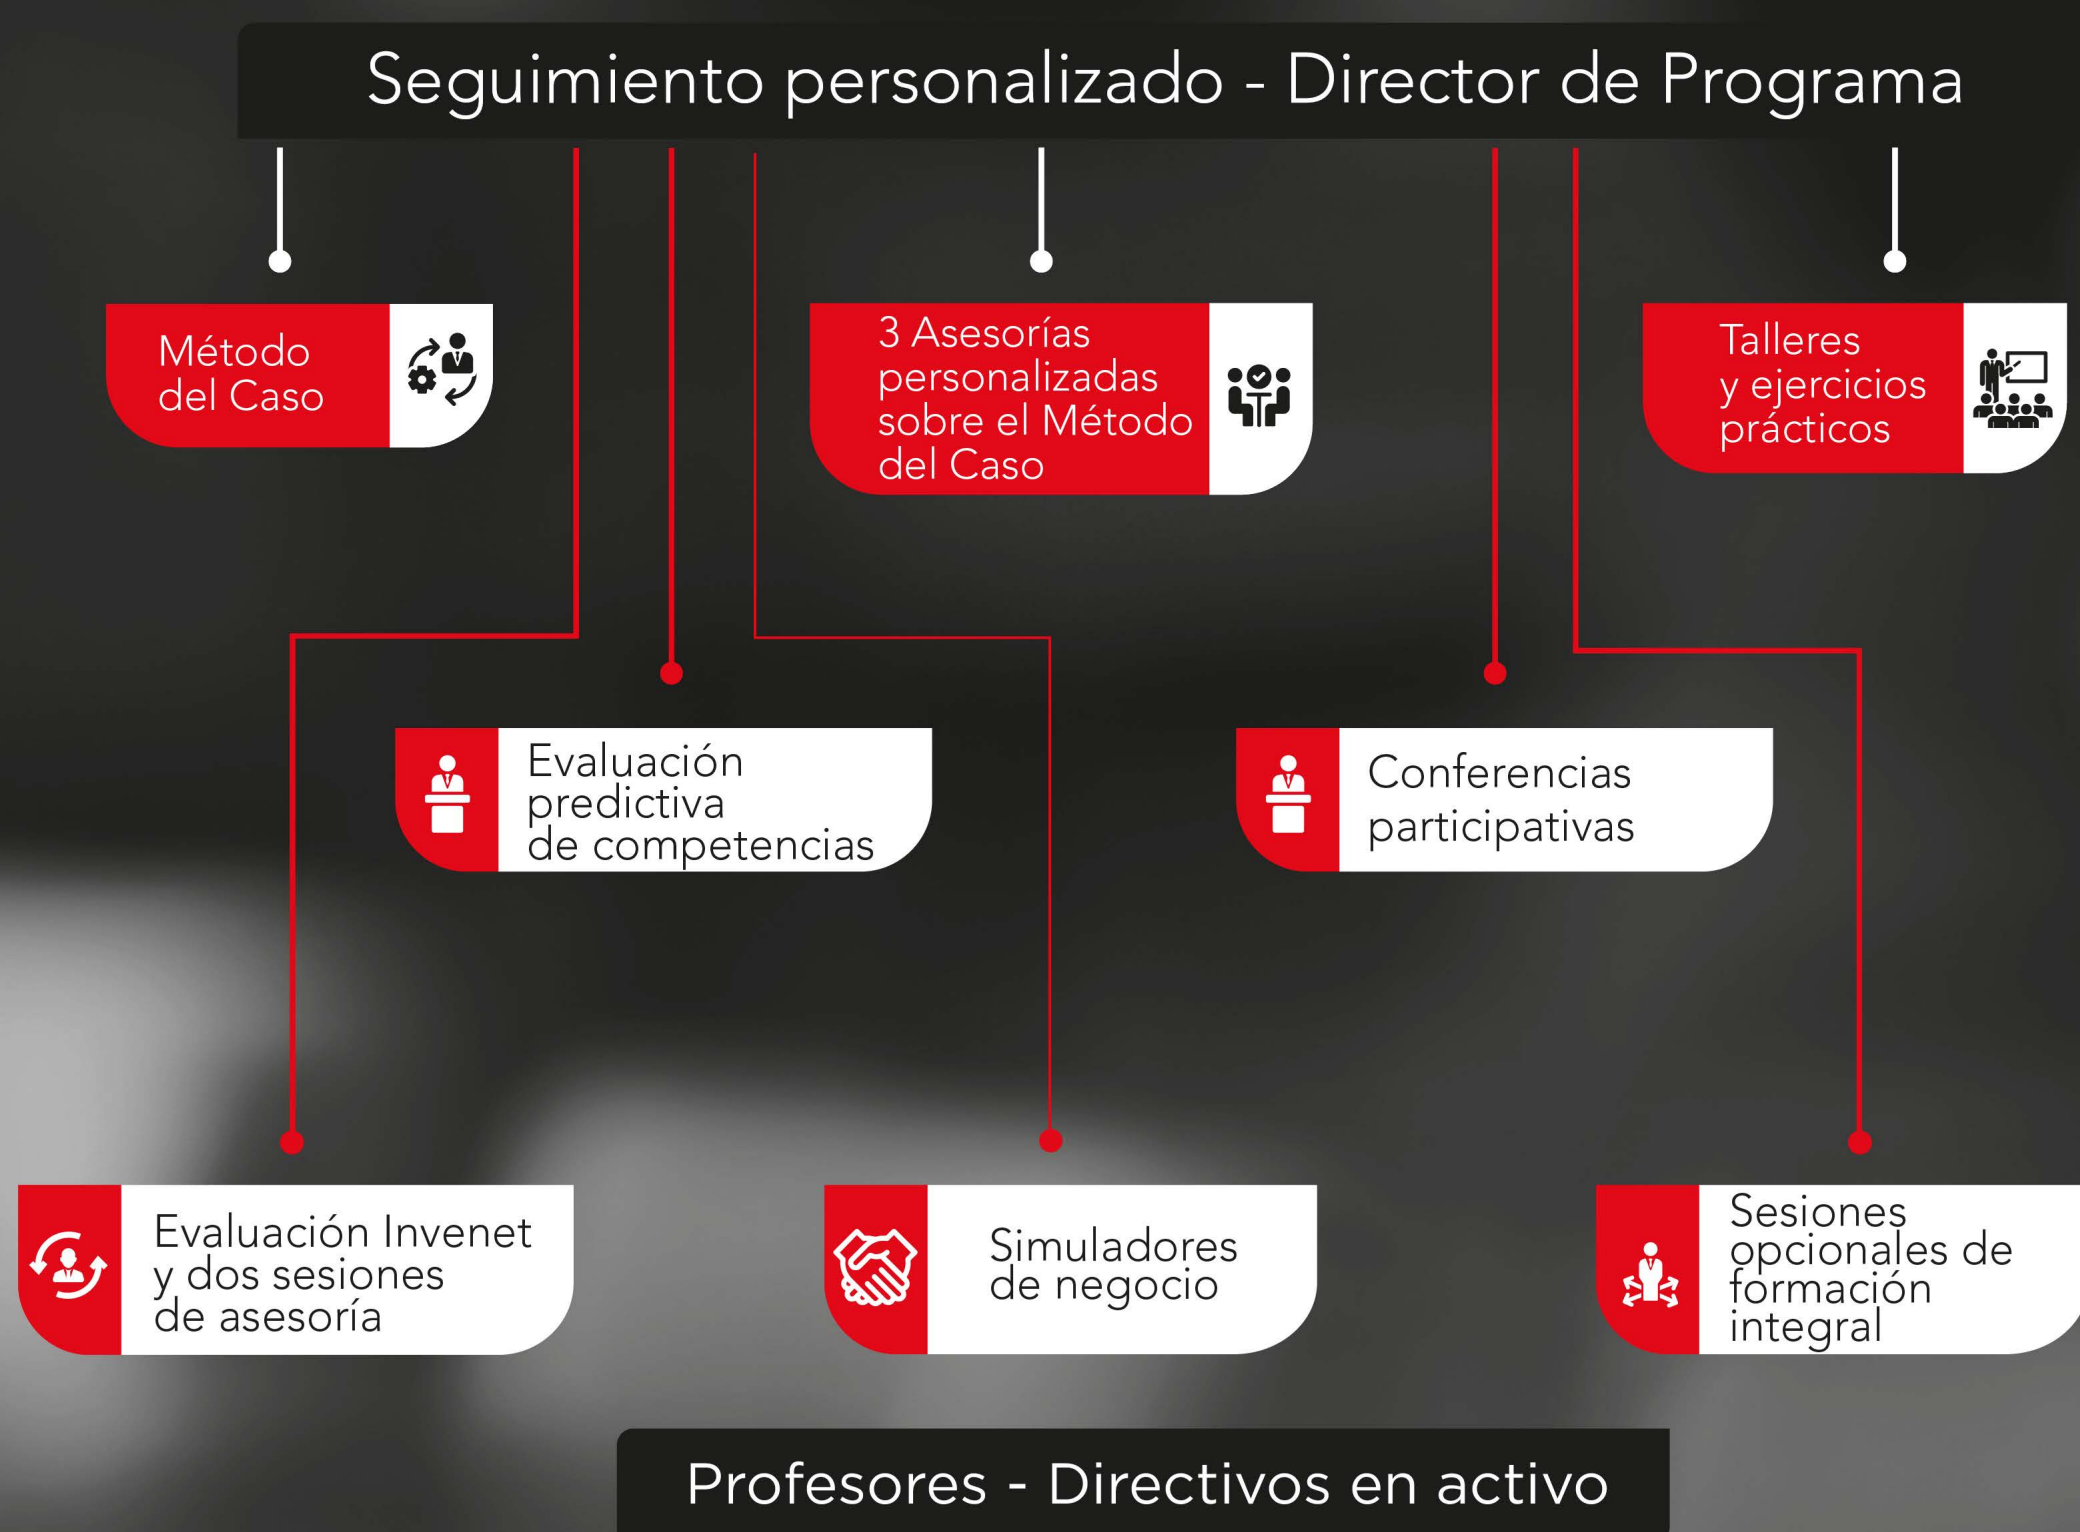 Seguimiento personalizado - Director de Programa
Método
del Caso
3 Asesorías
personalizadas
sobre el Método
del Caso
Talleres
y ejercicios
prácticos
Evaluación
predictiva
de competencias
Conferencias
participativas
Evaluación Invenet
y dos sesiones
de asesoría
Simuladores
de negocio
Sesiones
opcionales de
formación
integral
Profesores - Directivos en activo